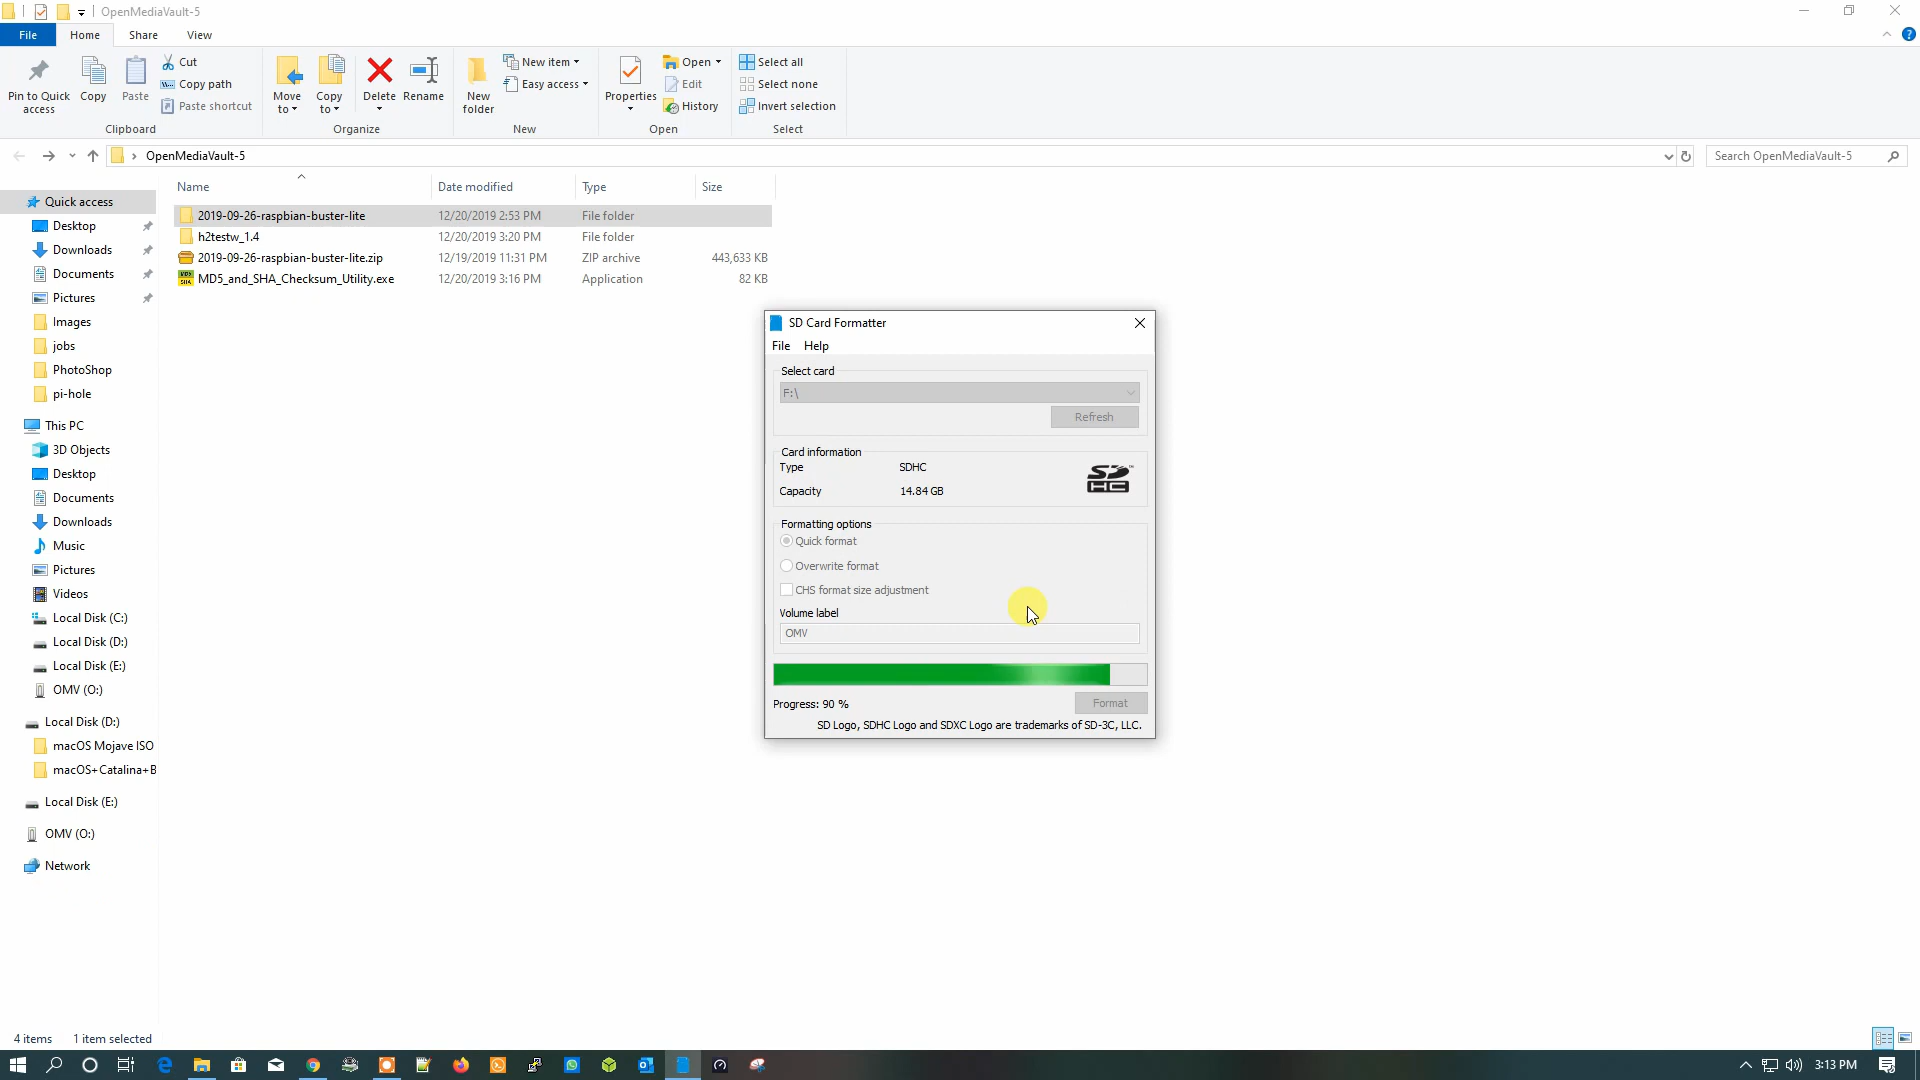 OpenMediaVault-5
File Home Share View
Pin to Quick access
Copy
Paste
Cut
Copy path
Paste shortcut
Clipboard
Move to
Copy to
Delete
Rename
Organize
New folder
New item
Easy access
New
Properties
Open
Edit
History
Open
Select all
Select none
Invert selection
Select
OpenMediaVault-5
Search OpenMediaVault-5
Name Date modified Type Size
2019-09-26-raspbian-buster-lite 12/20/2019 2:53 PM File folder
h2testw_1.4 12/20/2019 3:20 PM File folder
2019-09-26-raspbian-buster-lite.zip 12/19/2019 11:31 PM ZIP archive 443,633 KB
MD5_and_SHA_Checksum_Utility.exe 12/20/2019 3:16 PM Application 82 KB
Quick access
Desktop
Downloads
Documents
Pictures
Images
jobs
PhotoShop
pi-hole
This PC
3D Objects
Desktop
Documents
Downloads
Music
Pictures
Videos
Local Disk (C:)
Local Disk (D:)
Local Disk (E:)
OMV (O:)
Local Disk (D:)
macOS Mojave ISO
macOS+Catalina+B
Local Disk (E:)
OMV (O:)
Network
SD Card Formatter
File Help
Select card
F:\
Refresh
Card information
Type SDHC
Capacity 14.84 GB
SD HC
Formatting options
Quick format
Overwrite format
CHS format size adjustment
Volume label
OMV
Progress: 90 %
Format
SD Logo, SDHC Logo and SDXC Logo are trademarks of SD-3C, LLC.
4 items 1 item selected
3:13 PM